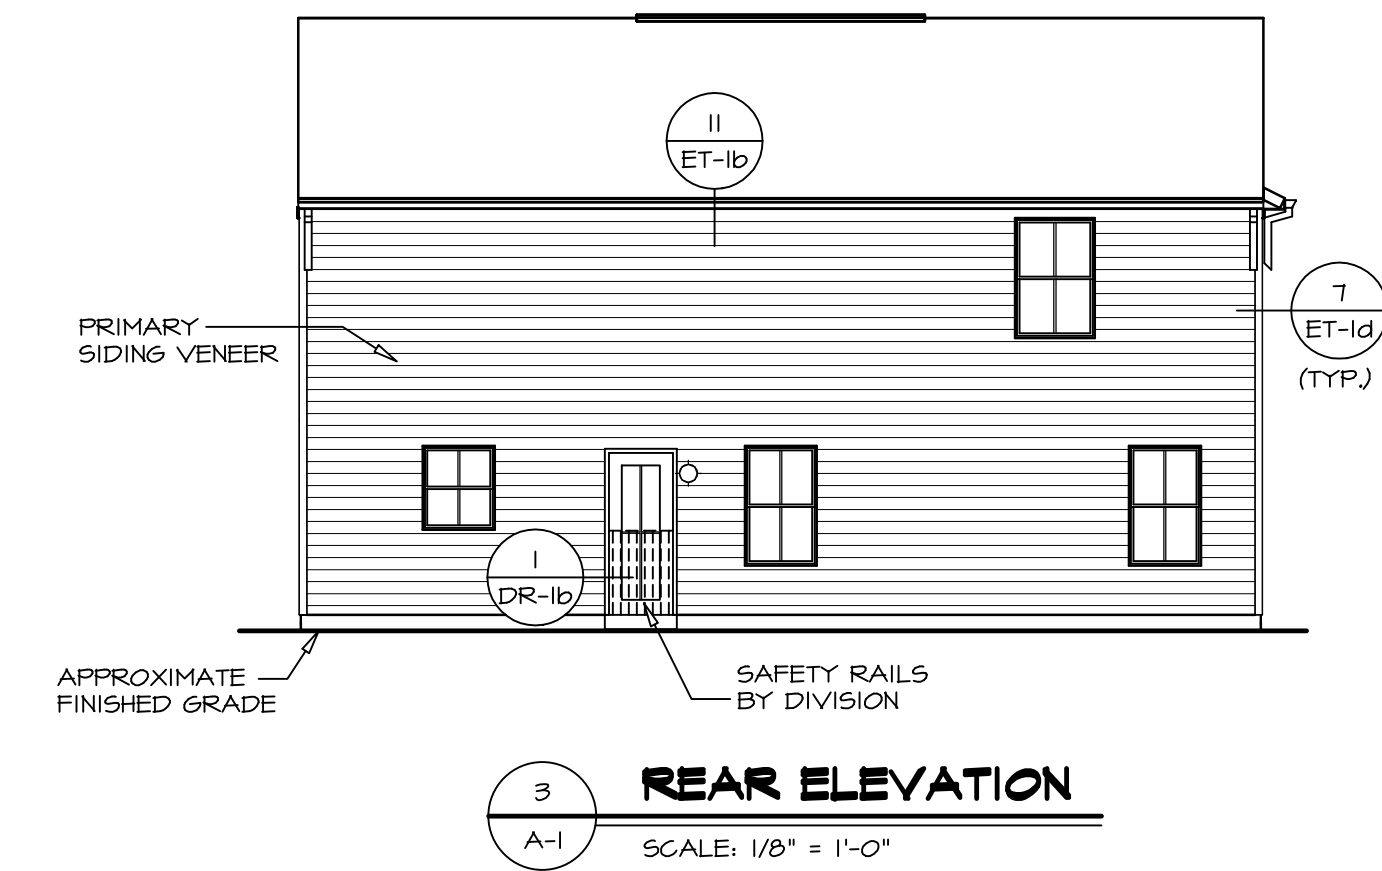 11
ET-1b
7
ET-1d
(TYP.)
PRIMARY
SIDING VENEER
1
DR-1b
APPROXIMATE
FINISHED GRADE
SAFETY RAILS
BY DIVISION
3
A-1
REAR ELEVATION
SCALE: 1/8" = 1'-0"